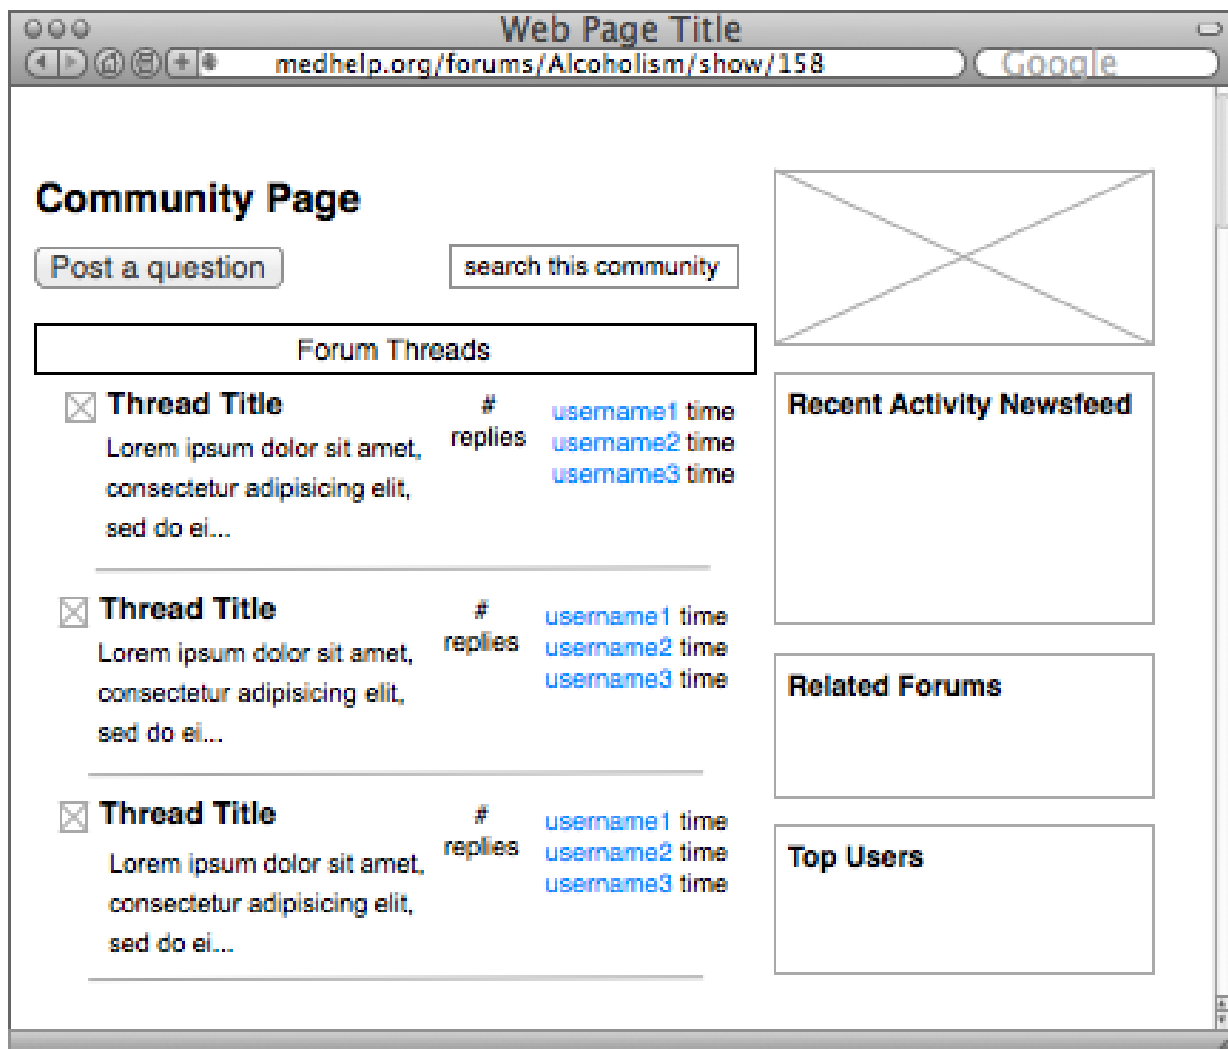 Web Page Title
medhelp.org/forums/Alcoholism/show/158
Google
Community Page
Post a question
search this community
Forum Threads
Thread Title
Lorem ipsum dolor sit amet,
consectetur adipisicing elit,
sed do ei...
#
replies
username1 time
username2 time
username3 time
Thread Title
Lorem ipsum dolor sit amet,
consectetur adipisicing elit,
sed do ei...
#
replies
username1 time
username2 time
username3 time
Thread Title
Lorem ipsum dolor sit amet,
consectetur adipisicing elit,
sed do ei...
#
replies
username1 time
username2 time
username3 time
Recent Activity Newsfeed
Related Forums
Top Users